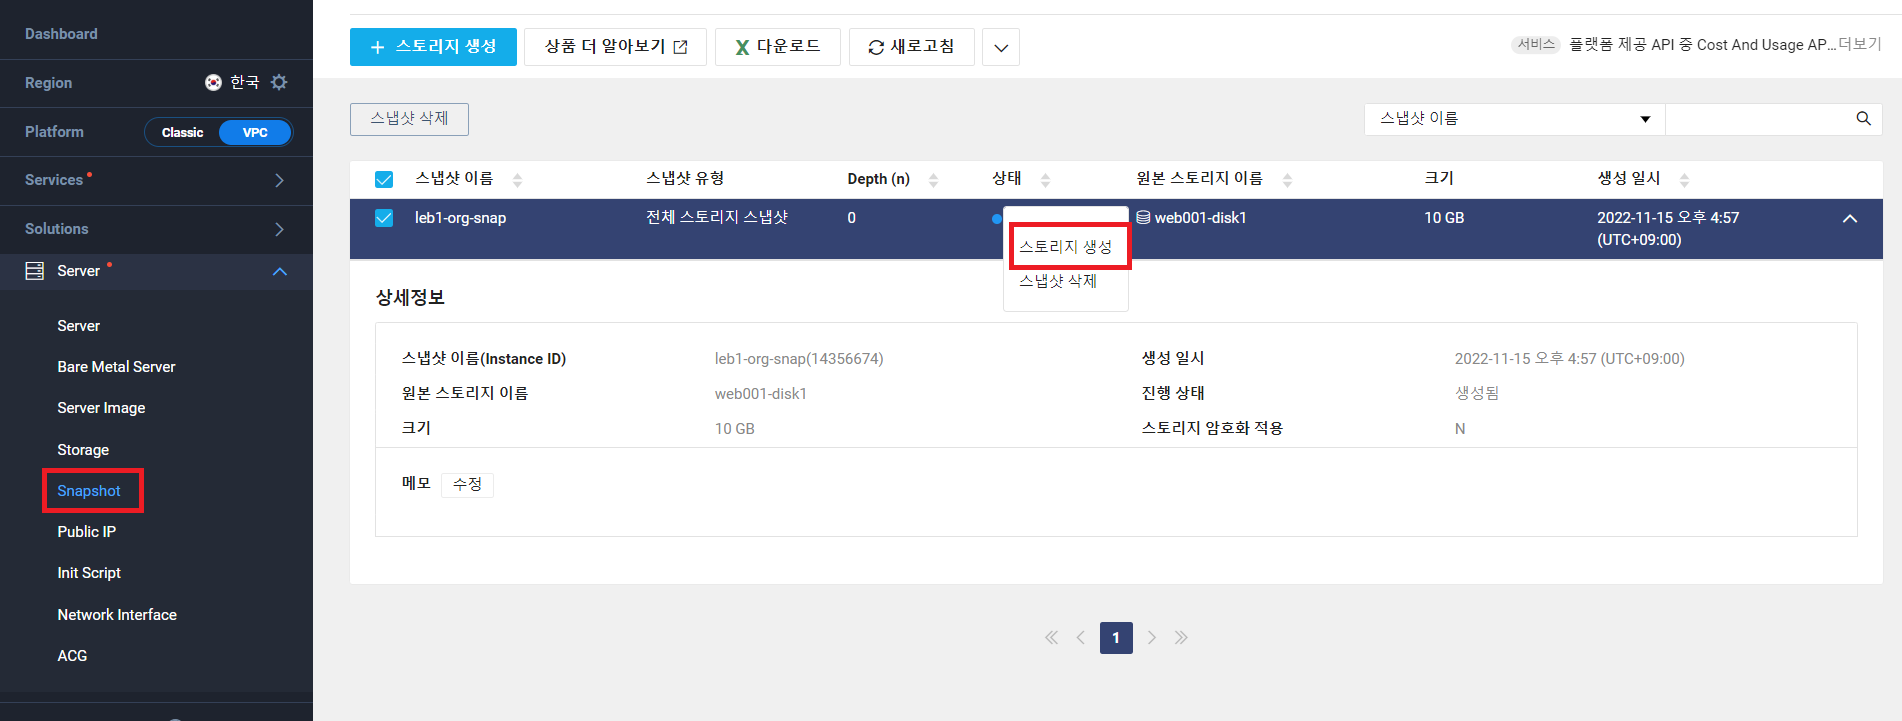 Dashboard
Region 한국
Platform Classic VPC
Services
Solutions
Server
Server
Bare Metal Server
Server Image
Storage
Snapshot
Public IP
Init Script
Network Interface
ACG
+ 스토리지 생성 상품 더 알아보기 다운로드 새로고침
서비스 플랫폼 제공 API 중 Cost And Usage AP...더보기
스냅샷 삭제 스냅샷 이름
스냅샷 이름 스냅샷 유형 Depth (n) 상태 원본 스토리지 이름 크기 생성 일시
leb1-org-snap 전체 스토리지 스냅샷 0 web001-disk1 10 GB 2022-11-15 오후 4:57
(UTC+09:00)
스토리지 생성
스냅샷 삭제
상세정보
스냅샷 이름(Instance ID) leb1-org-snap(14356674) 생성 일시 2022-11-15 오후 4:57 (UTC+09:00)
원본 스토리지 이름 web001-disk1 진행 상태 생성됨
크기 10 GB 스토리지 암호화 적용 N
메모 수정
1